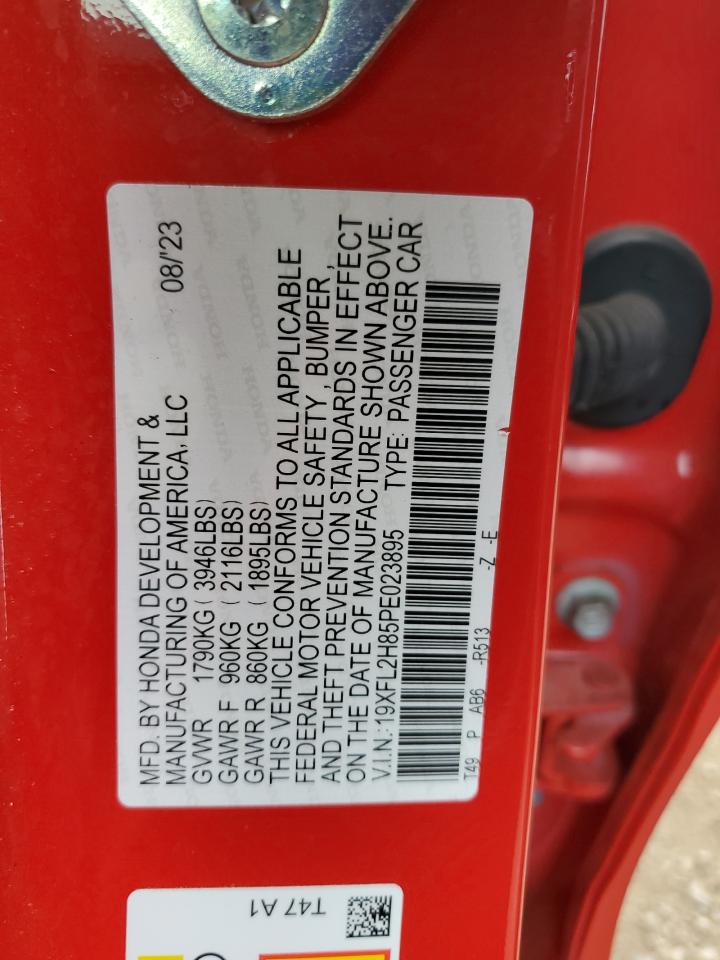 MFD. BY HONDA DEVELOPMENT &
MANUFACTURING OF AMERICA, LLC 08/'23
GVWR 1790KG ( 3946LBS)
GAWR F 960KG ( 2116LBS)
GAWR R 860KG ( 1895LBS)
THIS VEHICLE CONFORMS TO ALL APPLICABLE
FEDERAL MOTOR VEHICLE SAFETY , BUMPER ,
AND THEFT PREVENTION STANDARDS IN EFFECT
ON THE DATE OF MANUFACTURE SHOWN ABOVE.
V.I.N.: 19XFL2H85PE023895 TYPE: PASSENGER CAR
T49 P AB6 -R513 -Z -E
T47 A1